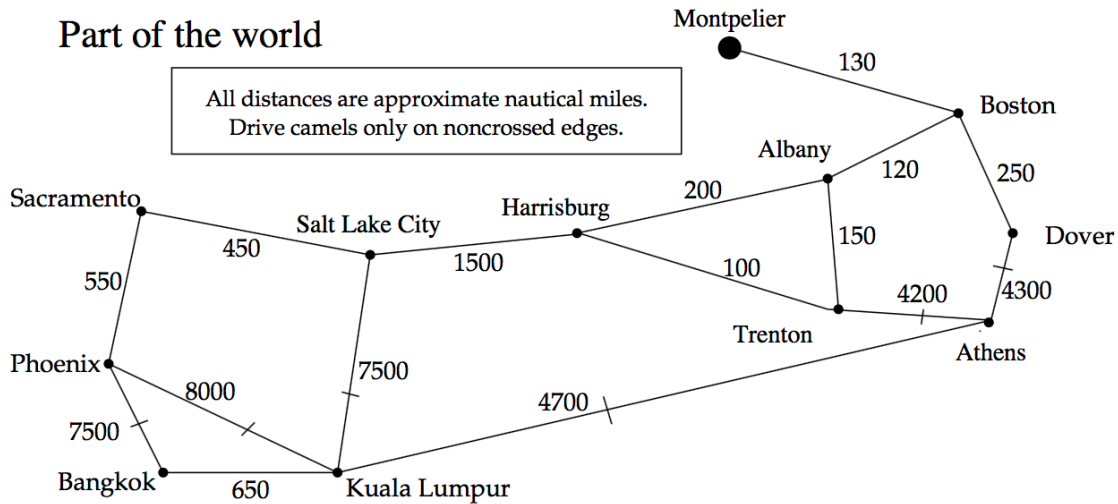 Part of the world
Montpelier
All distances are approximate nautical miles.
Drive camels only on noncrossed edges.
130
Boston
Albany
120
250
Sacramento
200
Harrisburg
Salt Lake City
450
150
Dover
1500
550
100
4300
4200
Trenton
Athens
Phoenix
8000
7500
4700
7500
Bangkok
650
Kuala Lumpur